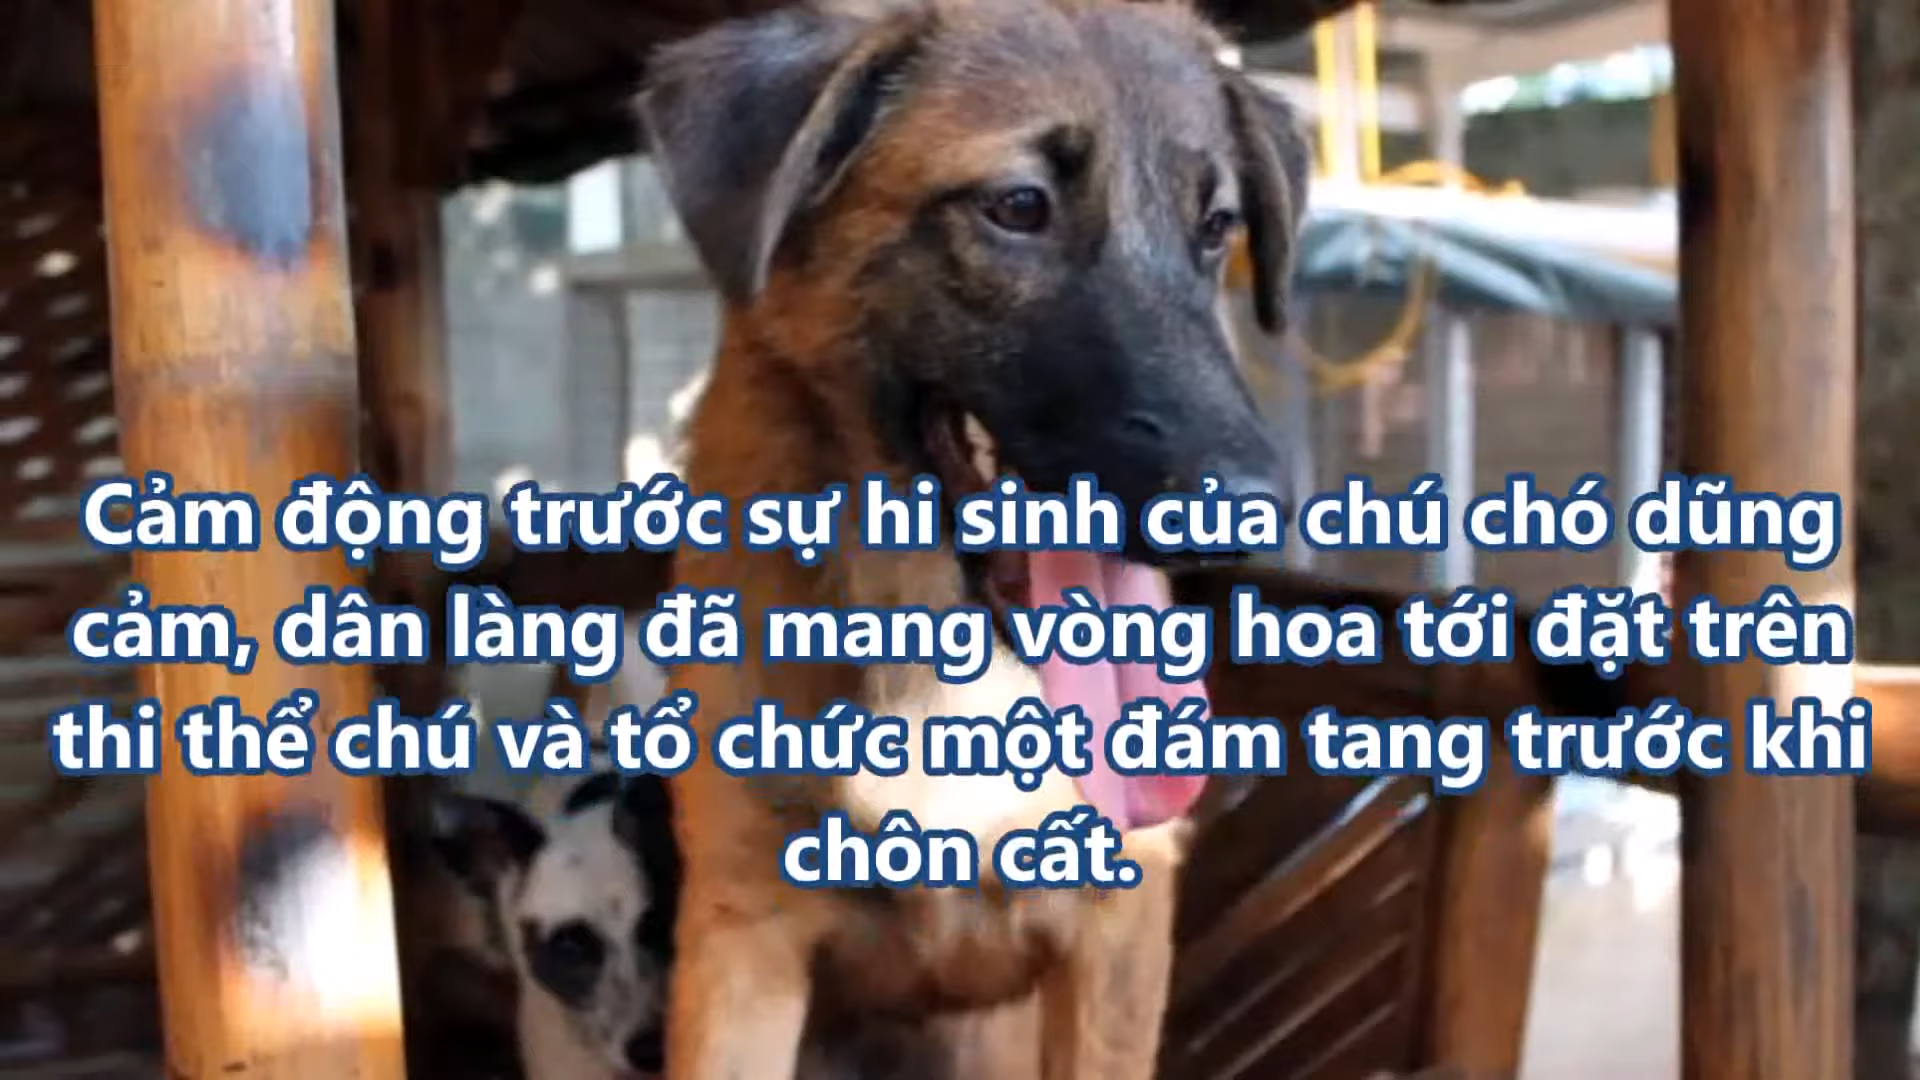 Cảm động trước sự hi sinh của chú chó dũng
cảm, dân làng đã mang vòng hoa tới đặt trên
thi thể chú và tổ chức một đám tang trước khi
chôn cất.